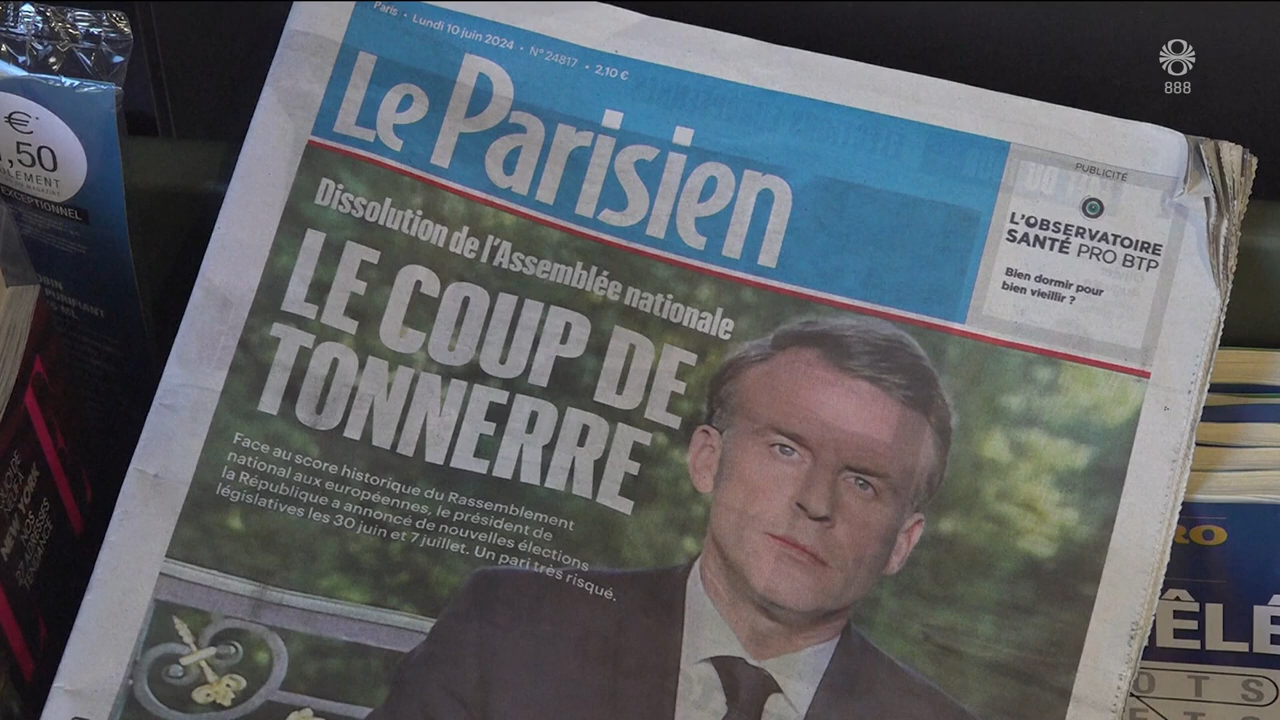 Paris • Lundi 10 juin 2024 • N° 24817 • 2,10 €
Le Parisien
PUBLICITÉ
L'OBSERVATOIRE
SANTÉ PRO BTP
Bien dormir pour
bien vieillir ?
Dissolution de l'Assemblée nationale
LE COUP DE
TONNERRE
Face au score historique du Rassemblement
national aux européennes, le président de
la République a annoncé de nouvelles élections
législatives les 30 juin et 7 juillet. Un pari très risqué.
888
€
,50
EXCEPTIONNEL
NEW YORK
RO
ÊLÉ
OTS